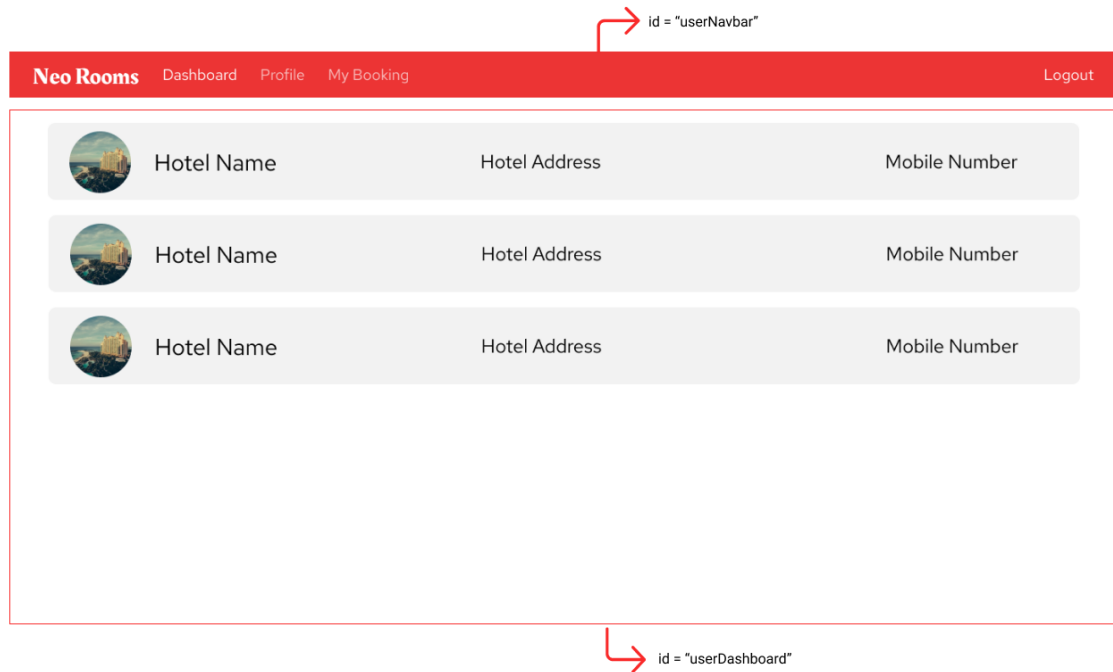 id = “userNavbar”
Neo Rooms Dashboard Profile My Booking Logout
Hotel Name Hotel Address Mobile Number
Hotel Name Hotel Address Mobile Number
Hotel Name Hotel Address Mobile Number
id = “userDashboard”